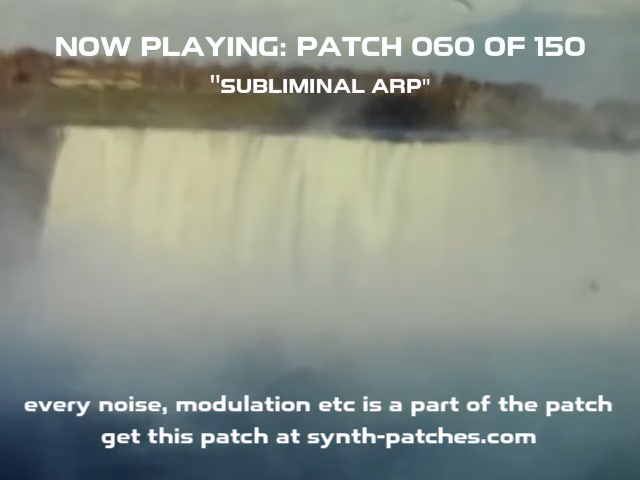 NOW PLAYING: PATCH 060 OF 150
"SUBLIMINAL ARP"
every noise, modulation etc is a part of the patch
get this patch at synth-patches.com